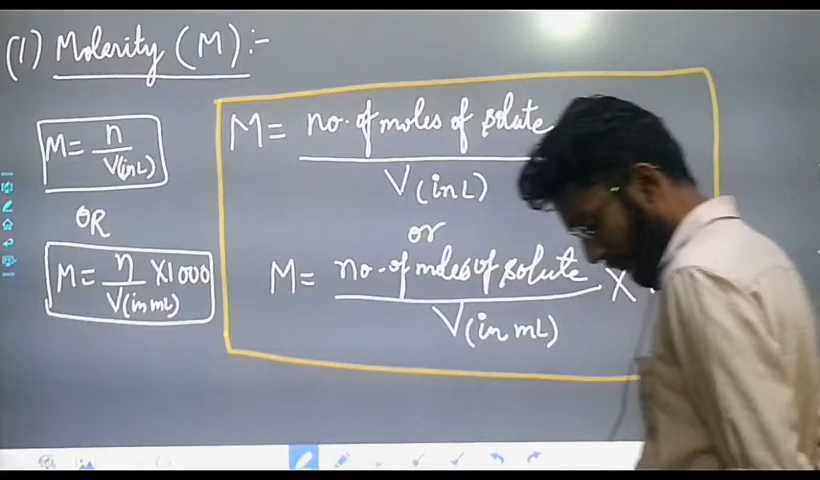 (1) Molerity (M) :-
M = n / V(in L)
OR
M = n / V(in mL) X1000
M = no. of moles of solute / V(in L)
or
M = no. of moles of solute / V(in mL) X